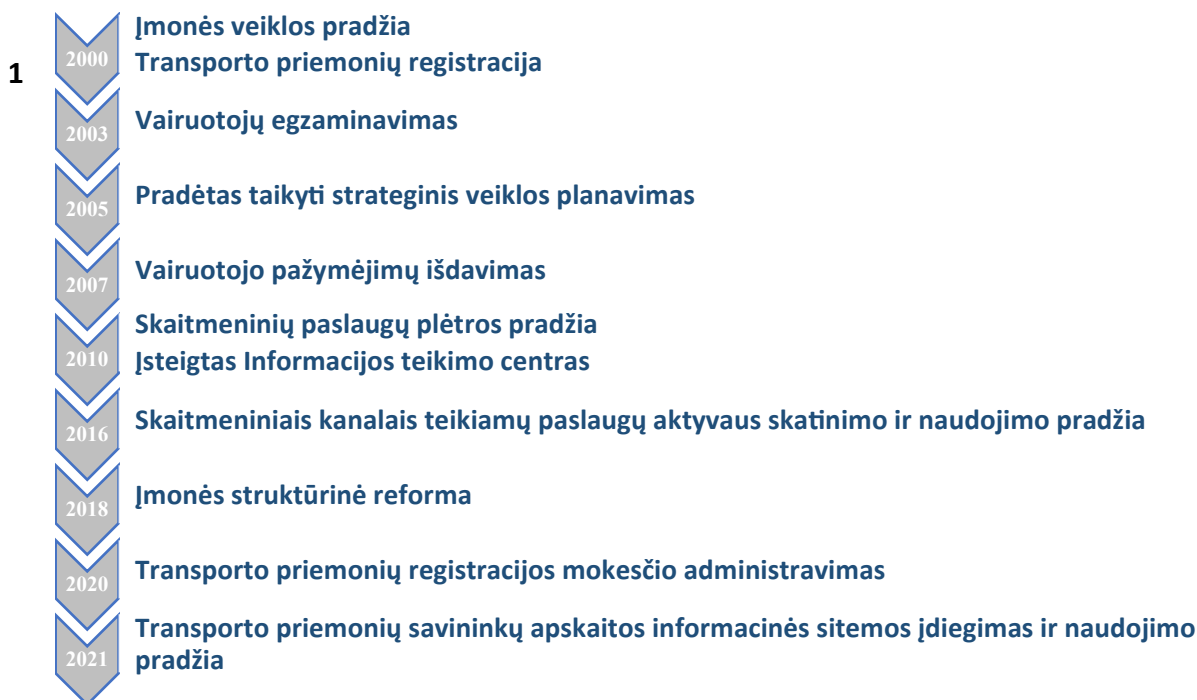 Įmonės veiklos pradžia
2000
Transporto priemonių registracija
1
Vairuotojų egzaminavimas
2003
Pradėtas taikyti strateginis veiklos planavimas
2005
Vairuotojo pažymėjimų išdavimas
2007
Skaitmeninių paslaugų plėtros pradžia
2010
Įsteigtas Informacijos teikimo centras
Skaitmeniniais kanalais teikiamų paslaugų aktyvaus skatinimo ir naudojimo pradžia
2016
Įmonės struktūrinė reforma
2018
Transporto priemonių registracijos mokesčio administravimas
2020
Transporto priemonių savininkų apskaitos informacinės sitemos įdiegimas ir naudojimo
2021
pradžia